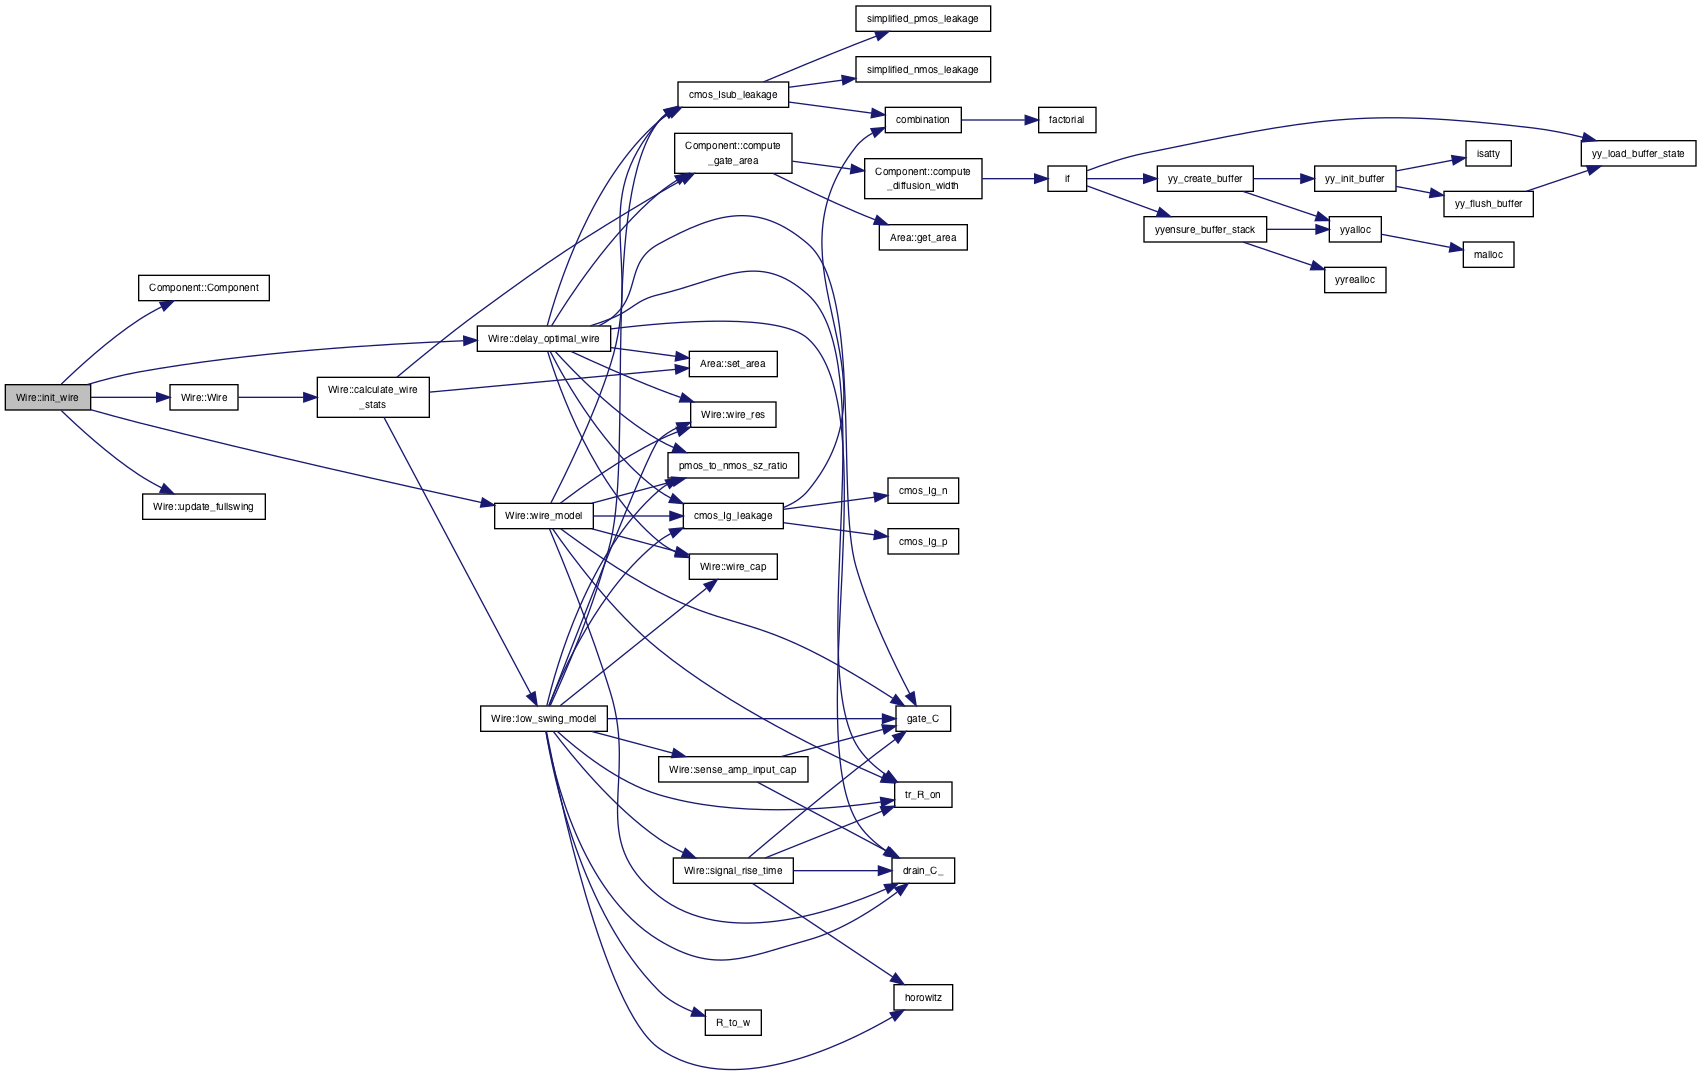 Wire::init_wire
Component::Component
Wire::Wire
Wire::update_fullswing
Wire::calculate_wire
_stats
Wire::delay_optimal_wire
Wire::wire_model
Wire::low_swing_model
cmos_Isub_leakage
Component::compute
_gate_area
Area::set_area
Wire::wire_res
pmos_to_nmos_sz_ratio
cmos_Ig_leakage
Wire::wire_cap
Wire::sense_amp_input_cap
Wire::signal_rise_time
R_to_w
simplified_pmos_leakage
simplified_nmos_leakage
combination
Component::compute
_diffusion_width
Area::get_area
cmos_Ig_n
cmos_Ig_p
gate_C
tr_R_on
drain_C_
horowitz
factorial
if
yy_create_buffer
yyensure_buffer_stack
yy_init_buffer
yyalloc
yyrealloc
isatty
yy_flush_buffer
malloc
yy_load_buffer_state